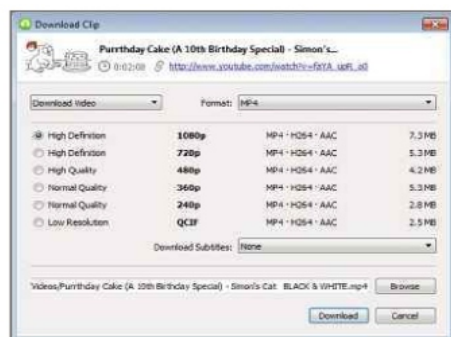 Download Clip
Purrthday Cake (A 10th Birthday Special) - Simon's...
0:02:08
Download Video Format: MP4
High Definition 1080p MP4 · H264 · AAC 7.3 MB
High Definition 720p MP4 · H264 · AAC 5.3 MB
High Quality 480p MP4 · H264 · AAC 4.2 MB
Normal Quality 360p MP4 · H264 · AAC 5.3 MB
Normal Quality 240p MP4 · H264 · AAC 2.8 MB
Low Resolution QCIF MP4 · H264 · AAC 2.5 MB
Download Subtitles: None
Videos/Purrthday Cake (A 10th Birthday Special) - Simon's Cat BLACK & WHITE.mp4 Browse
Download Cancel